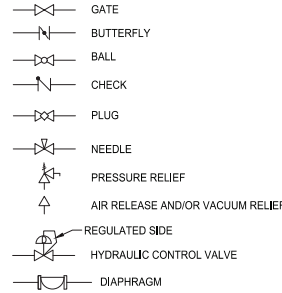 GATE
BUTTERFLY
BALL
CHECK
PLUG
NEEDLE
PRESSURE RELIEF
AIR RELEASE AND/OR VACUUM RELIEF
REGULATED SIDE
HYDRAULIC CONTROL VALVE
DIAPHRAGM